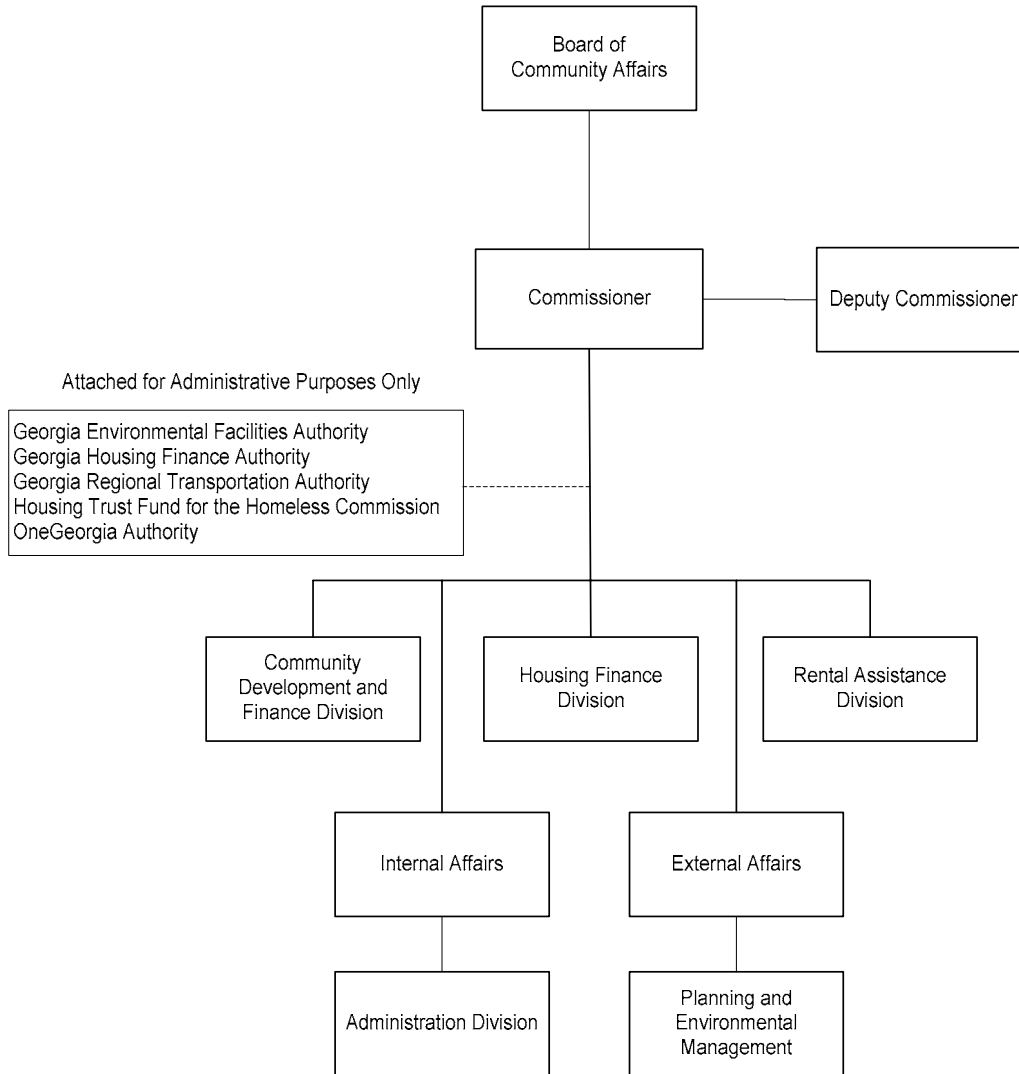 Board of
Community Affairs
Commissioner
Deputy Commissioner
Attached for Administrative Purposes Only
Georgia Environmental Facilities Authority
Georgia Housing Finance Authority
Georgia Regional Transportation Authority
Housing Trust Fund for the Homeless Commission
OneGeorgia Authority
Community
Development and
Finance Division
Housing Finance
Division
Rental Assistance
Division
Internal Affairs
External Affairs
Administration Division
Planning and
Environmental
Management